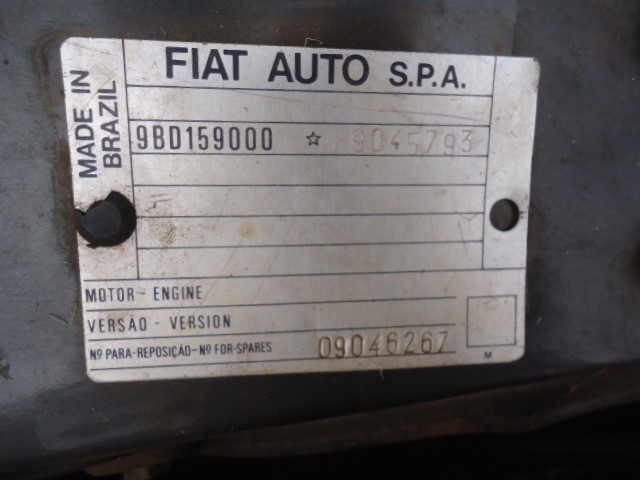 FIAT AUTO S.P.A.
MADE IN
BRAZIL
9BD159000 ☆ 9045793
MOTOR - ENGINE
VERSÃO - VERSION
Nº PARA-REPOSIÇÃO-Nº FOR-SPARES 09046267
M